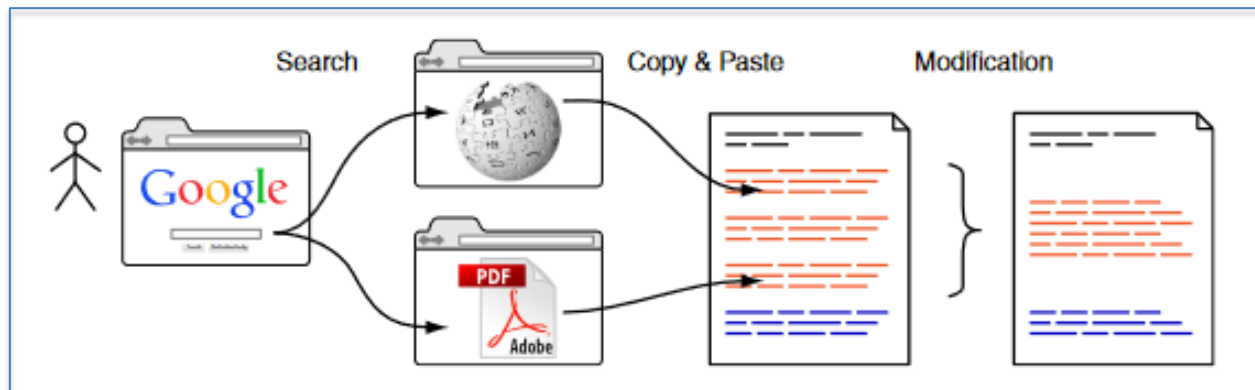 Search
Copy & Paste
Modification
Google
PDF
Adobe